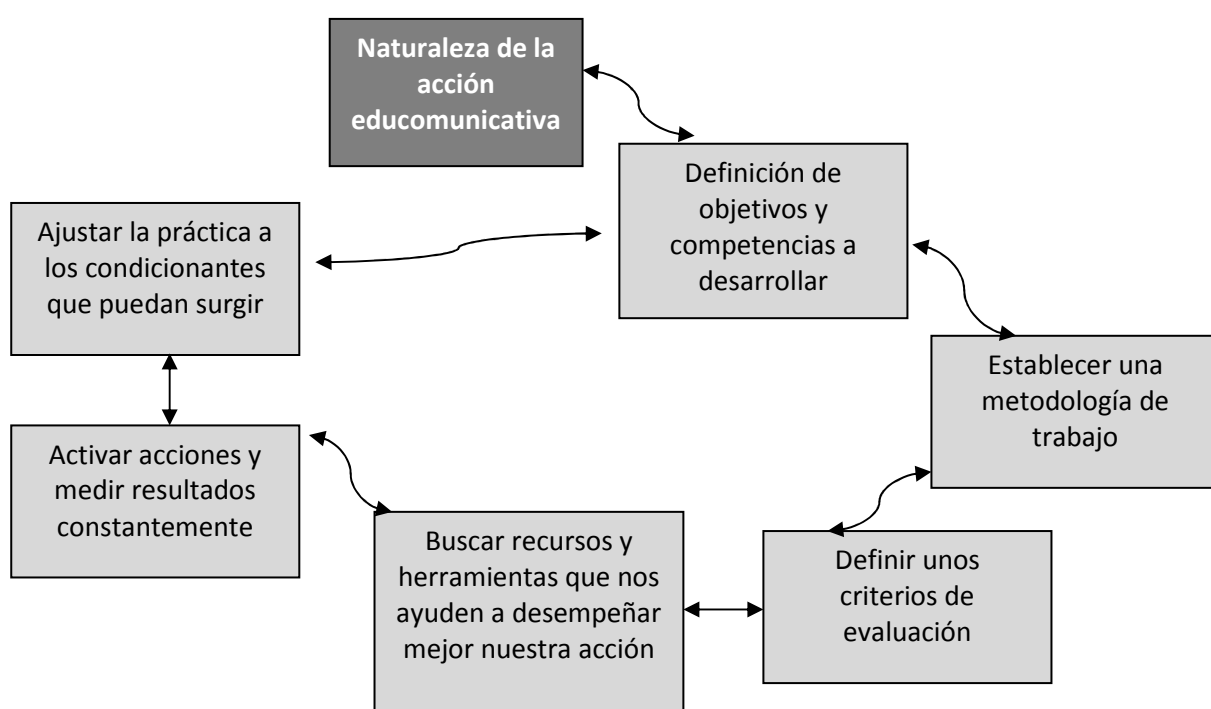 Naturaleza de la
acción
educomunicativa
Definición de
objetivos y
competencias a
desarrollar
Ajustar la práctica a
los condicionantes
que puedan surgir
Establecer una
metodología de
trabajo
Activar acciones y
medir resultados
constantemente
Buscar recursos y
herramientas que nos
ayuden a desempeñar
mejor nuestra acción
Definir unos
criterios de
evaluación